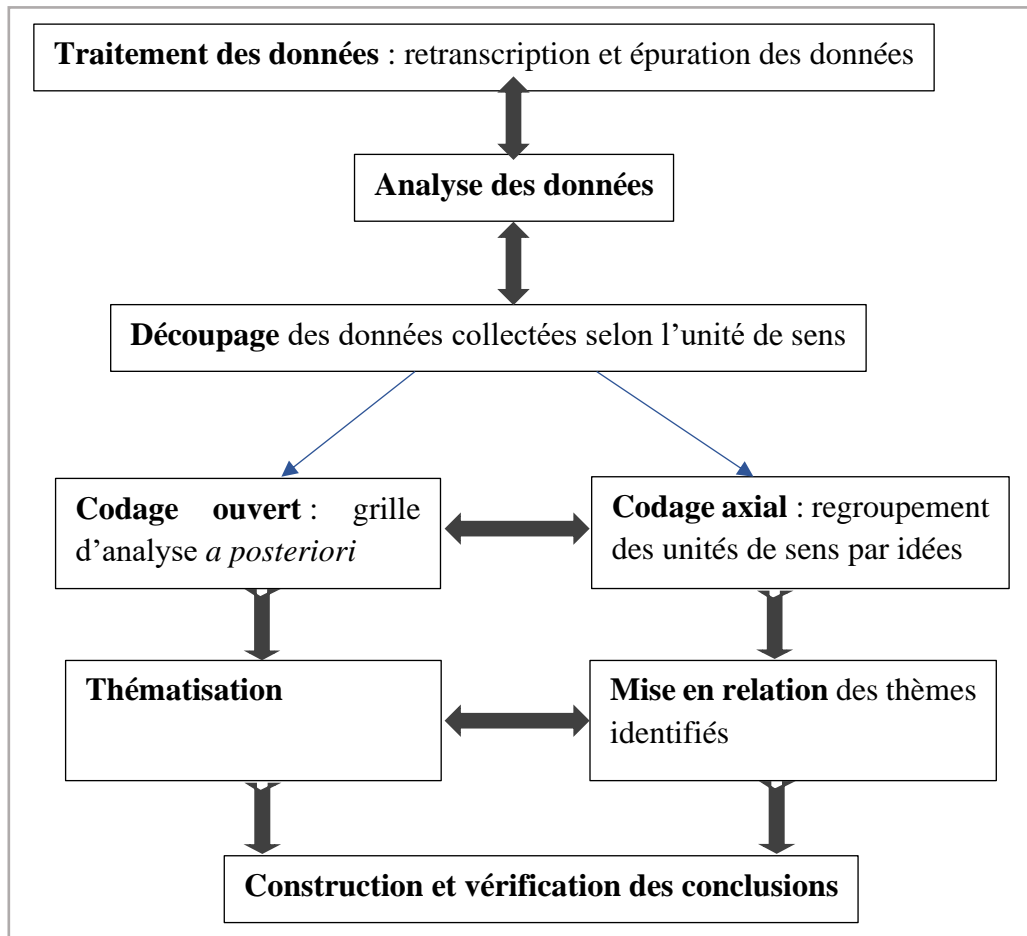 Traitement des données : retranscription et épuration des données
Analyse des données
Découpage des données collectées selon l’unité de sens
Codage ouvert : grille
d’analyse a posteriori
Codage axial : regroupement
des unités de sens par idées
Thématisation
Mise en relation des thèmes
identifiés
Construction et vérification des conclusions